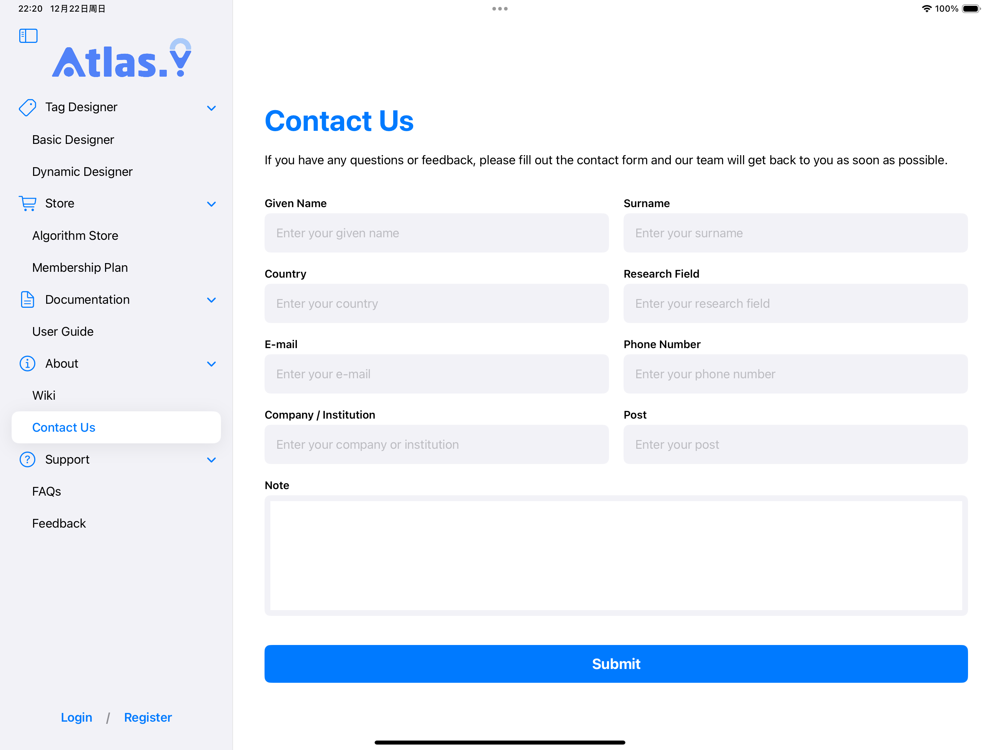 22:20 12月22日周日
100%
Atlas.
Tag Designer
Basic Designer
Dynamic Designer
Store
Algorithm Store
Membership Plan
Documentation
User Guide
About
Wiki
Contact Us
Support
FAQs
Feedback
Login / Register
Contact Us
If you have any questions or feedback, please fill out the contact form and our team will get back to you as soon as possible.
Given Name
Enter your given name
Surname
Enter your surname
Country
Enter your country
Research Field
Enter your research field
E-mail
Enter your e-mail
Phone Number
Enter your phone number
Company / Institution
Enter your company or institution
Post
Enter your post
Note
Submit